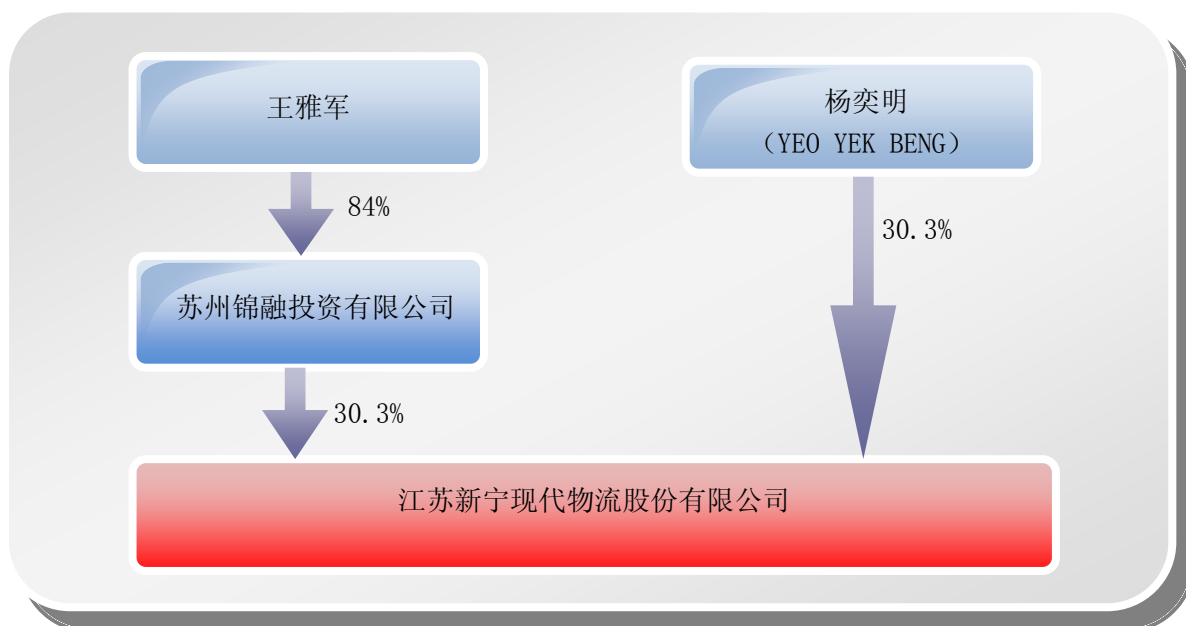 王雅军
杨奕明
（YEO YEK BENG）
84%
30.3%
苏州锦融投资有限公司
30.3%
江苏新宁现代物流股份有限公司